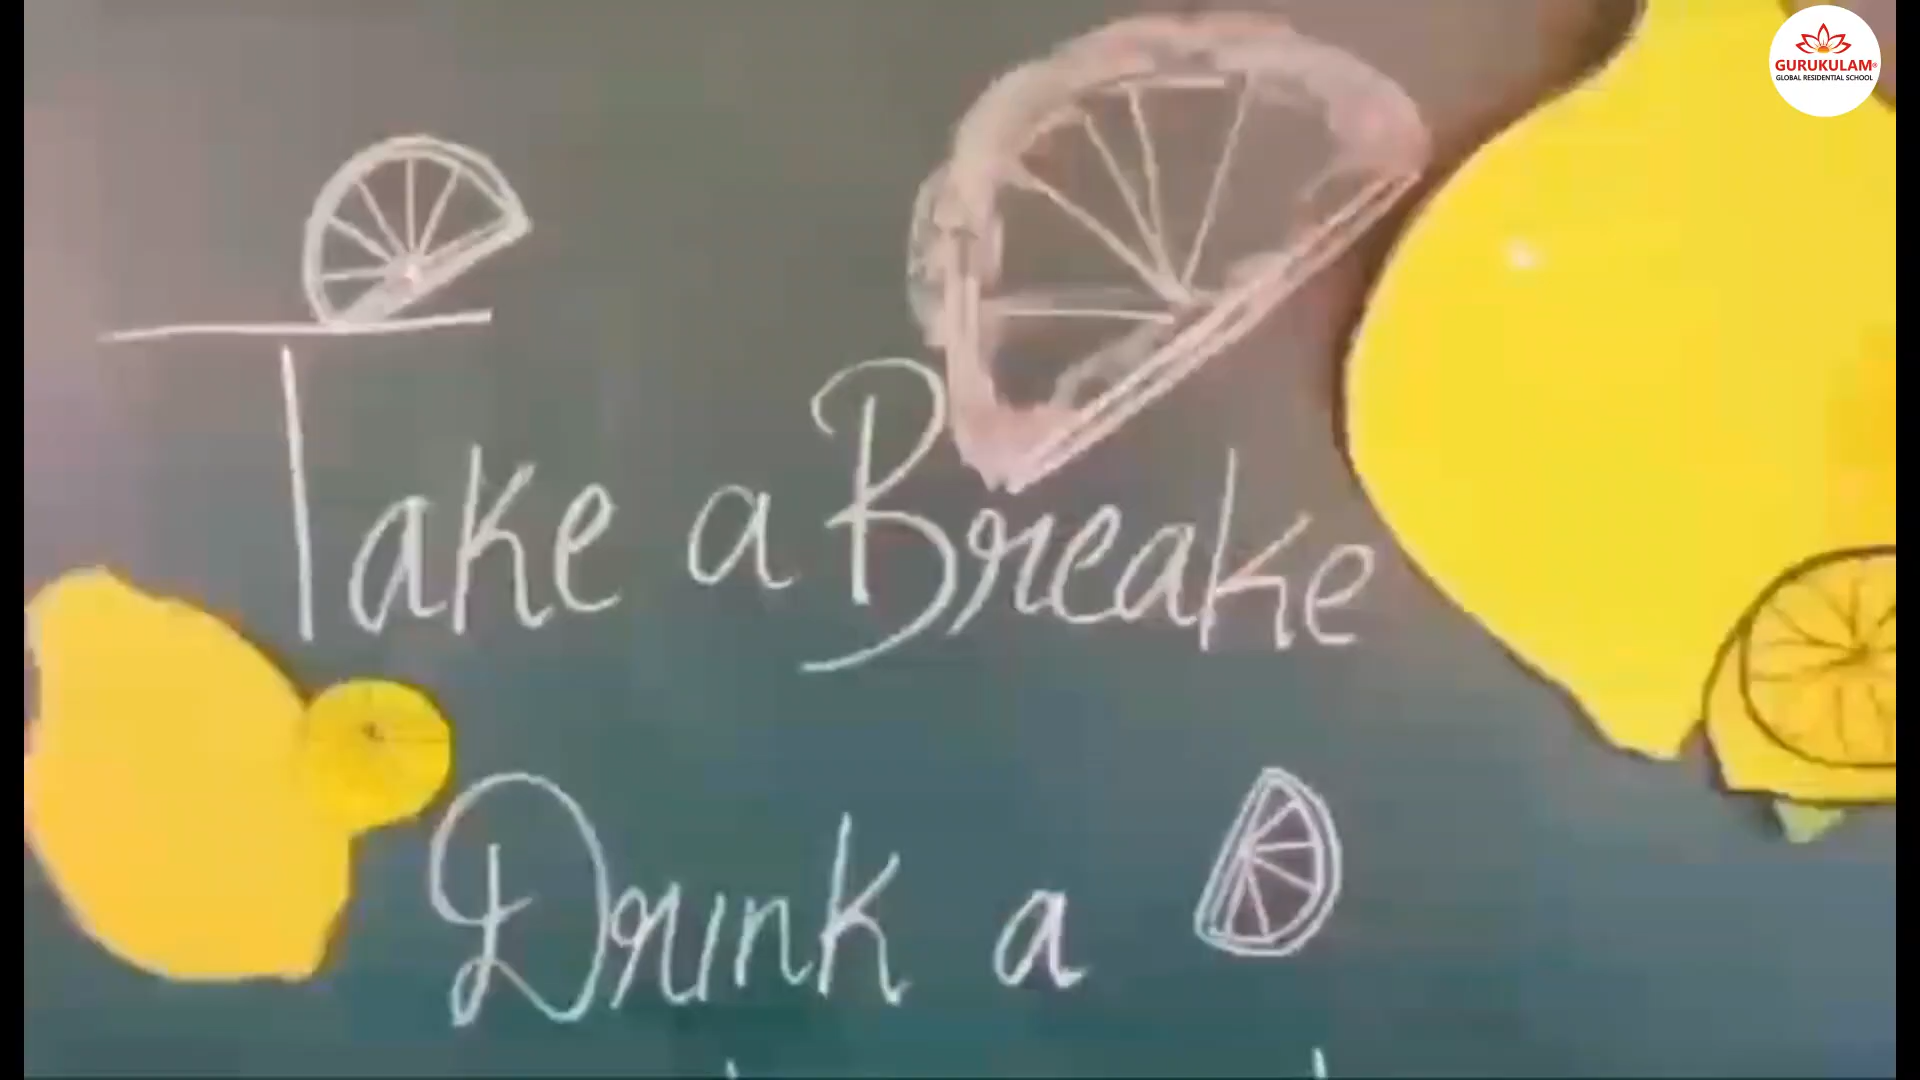 GURUKULAM®
GLOBAL RESIDENTIAL SCHOOL
Take a Breake
Drink a